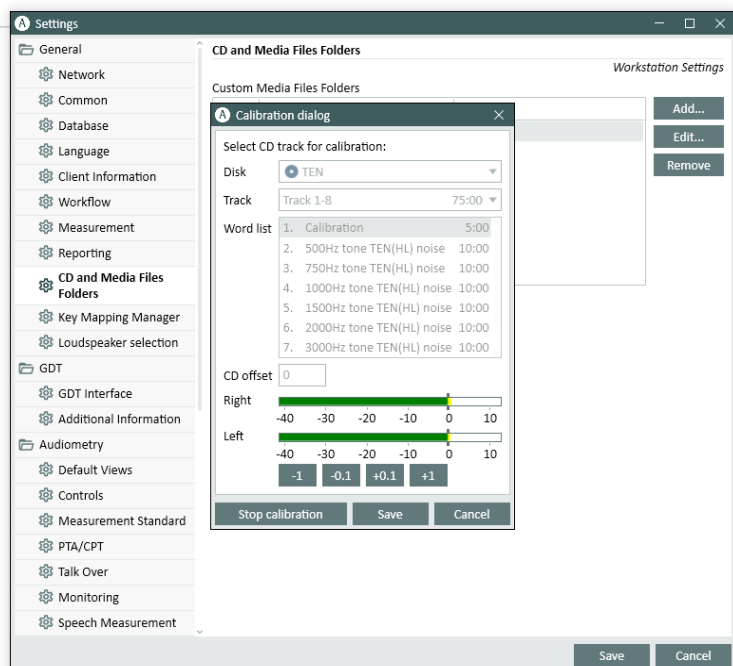 A Settings
General
Network
Common
Database
Language
Client Information
Workflow
Measurement
Reporting
CD and Media Files
Folders
Key Mapping Manager
Loudspeaker selection
GDT
GDT Interface
Additional Information
Audiometry
Default Views
Controls
Measurement Standard
PTA/CPT
Talk Over
Monitoring
Speech Measurement
CD and Media Files Folders
Workstation Settings
Custom Media Files Folders
Add...
Edit...
Remove
A Calibration dialog
Select CD track for calibration:
Disk TEN
Track Track 1-8 75:00
Word list 1. Calibration 5:00
2. 500Hz tone TEN(HL) noise 10:00
3. 750Hz tone TEN(HL) noise 10:00
4. 1000Hz tone TEN(HL) noise 10:00
5. 1500Hz tone TEN(HL) noise 10:00
6. 2000Hz tone TEN(HL) noise 10:00
7. 3000Hz tone TEN(HL) noise 10:00
CD offset 0
Right
-40 -30 -20 -10 0 10
Left
-40 -30 -20 -10 0 10
-1 -0.1 +0.1 +1
Stop calibration Save Cancel
Save Cancel